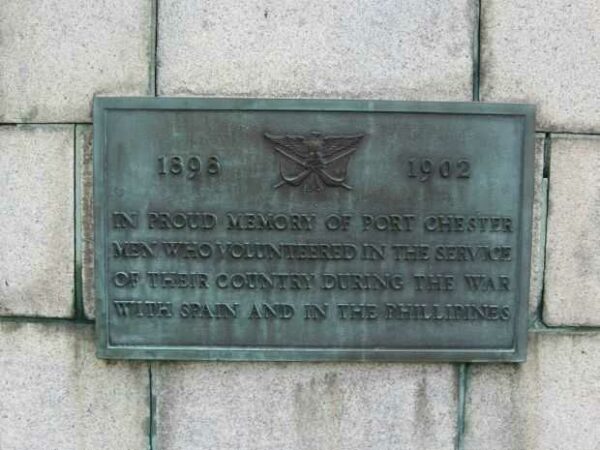 1898 1902
IN PROUD MEMORY OF PORT CHESTER
MEN WHO VOLUNTEERED IN THE SERVICE
OF THEIR COUNTRY DURING THE WAR
WITH SPAIN AND IN THE PHILLIPINES